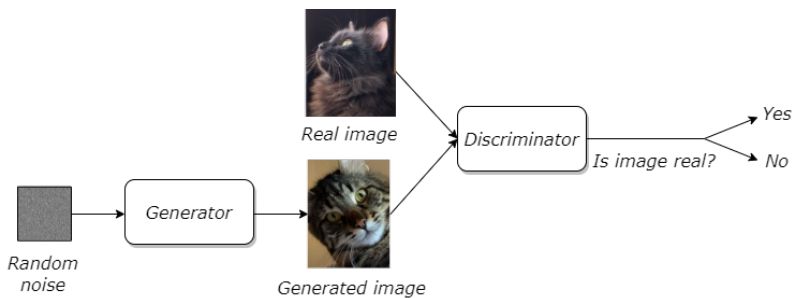 Real image
Discriminator
Yes
Is image real?
No
Generator
Random
noise
Generated image